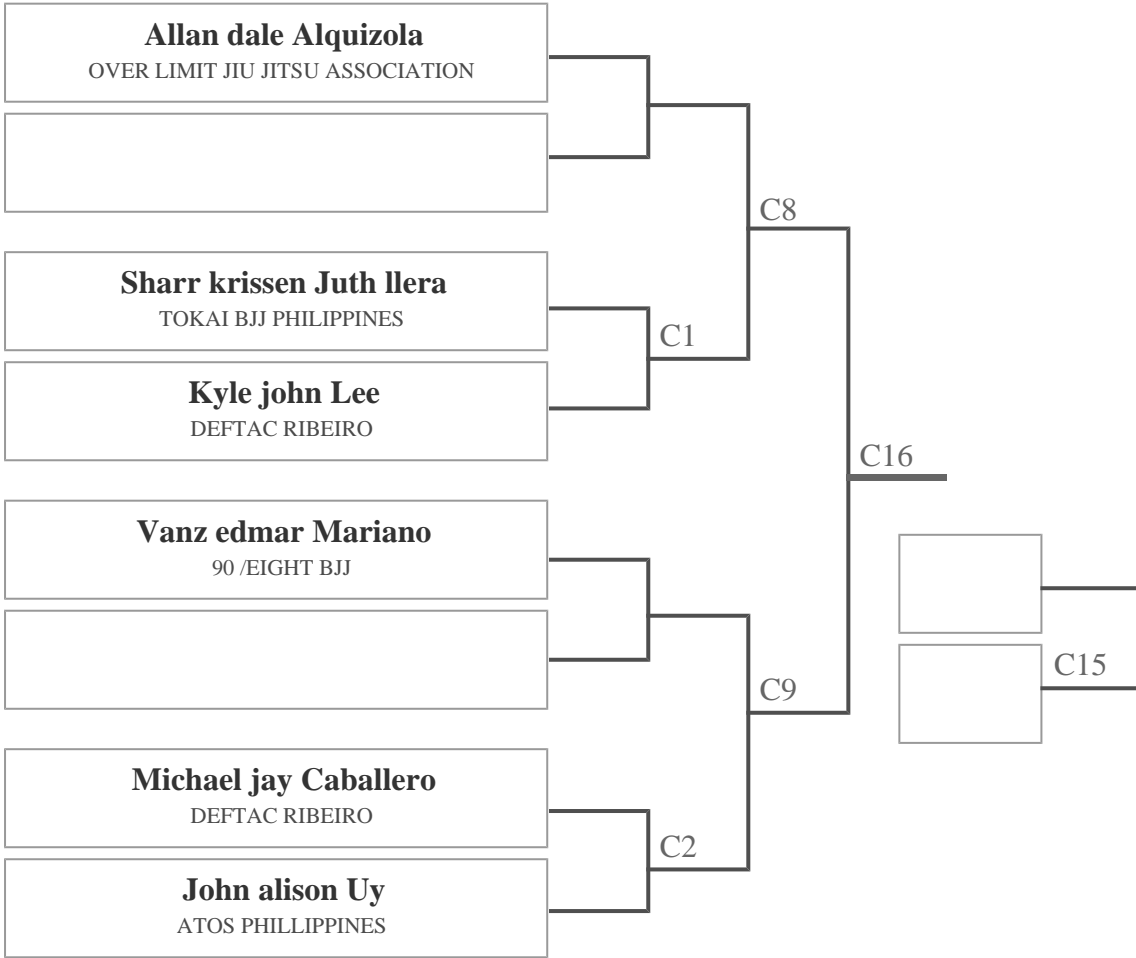 Allan dale Alquizola
OVER LIMIT JIU JITSU ASSOCIATION
C8
Sharr krissen Juth llera
TOKAI BJJ PHILIPPINES
C1
Kyle john Lee
DEFTAC RIBEIRO
C16
Vanz edmar Mariano
90 /EIGHT BJJ
C15
C9
Michael jay Caballero
DEFTAC RIBEIRO
C2
John alison Uy
ATOS PHILLIPPINES